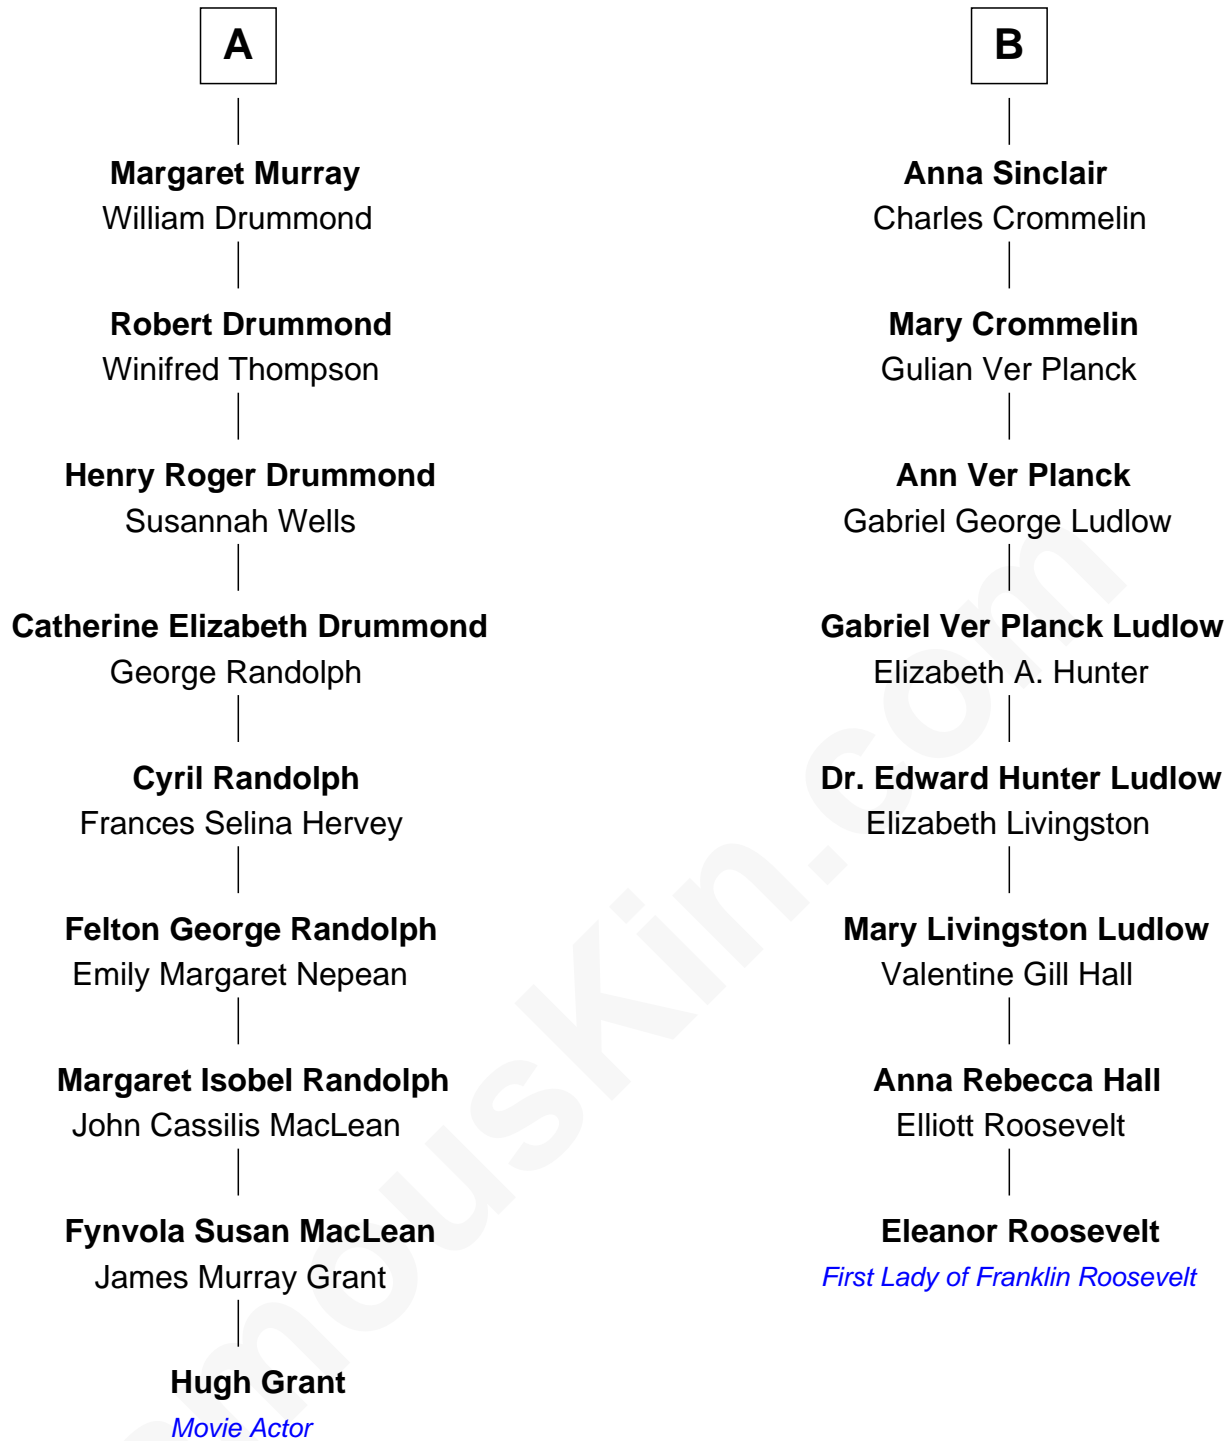 A
Margaret Murray
William Drummond
Robert Drummond
Winifred Thompson
Henry Roger Drummond
Susannah Wells
Catherine Elizabeth Drummond
George Randolph
Cyril Randolph
Frances Selina Hervey
Felton George Randolph
Emily Margaret Nepean
Margaret Isobel Randolph
John Cassilis MacLean
Fynvola Susan MacLean
James Murray Grant
Hugh Grant
Movie Actor
B
Anna Sinclair
Charles Crommelin
Mary Crommelin
Gulian Ver Planck
Ann Ver Planck
Gabriel George Ludlow
Gabriel Ver Planck Ludlow
Elizabeth A. Hunter
Dr. Edward Hunter Ludlow
Elizabeth Livingston
Mary Livingston Ludlow
Valentine Gill Hall
Anna Rebecca Hall
Elliott Roosevelt
Eleanor Roosevelt
First Lady of Franklin Roosevelt
mousKin.com